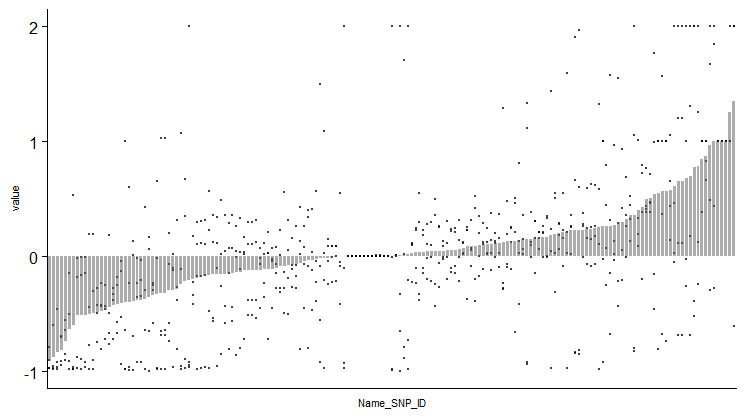 2
1
value
0
-1
Name_SNP_ID